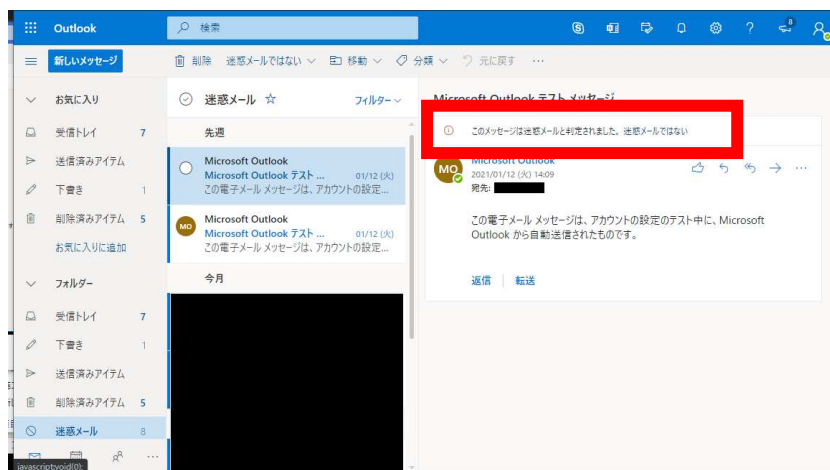 Outlook
検索
8
新しいメッセージ
削除 迷惑メールではない 移動 分類 元に戻す …
お気に入り
受信トレイ 7
送信済みアイテム
下書き 1
削除済みアイテム 5
お気に入りに追加
フォルダー
受信トレイ 7
下書き 1
送信済みアイテム
削除済みアイテム 5
迷惑メール 8
javascript:void(0);
迷惑メール フィルター
先週
Microsoft Outlook
Microsoft Outlook テスト ... 01/12 (火)
この電子メール メッセージは、アカウントの設定...
MO
Microsoft Outlook
Microsoft Outlook テスト ... 01/12 (火)
この電子メール メッセージは、アカウントの設定...
今月
Microsoft Outlook テスト メッセージ
このメッセージは迷惑メールと判定されました。迷惑メールではない
MO
Microsoft Outlook
2021/01/12 (火) 14:09
宛先:
この電子メール メッセージは、アカウントの設定のテスト中に、Microsoft
Outlook から自動送信されたものです。
返信 | 転送